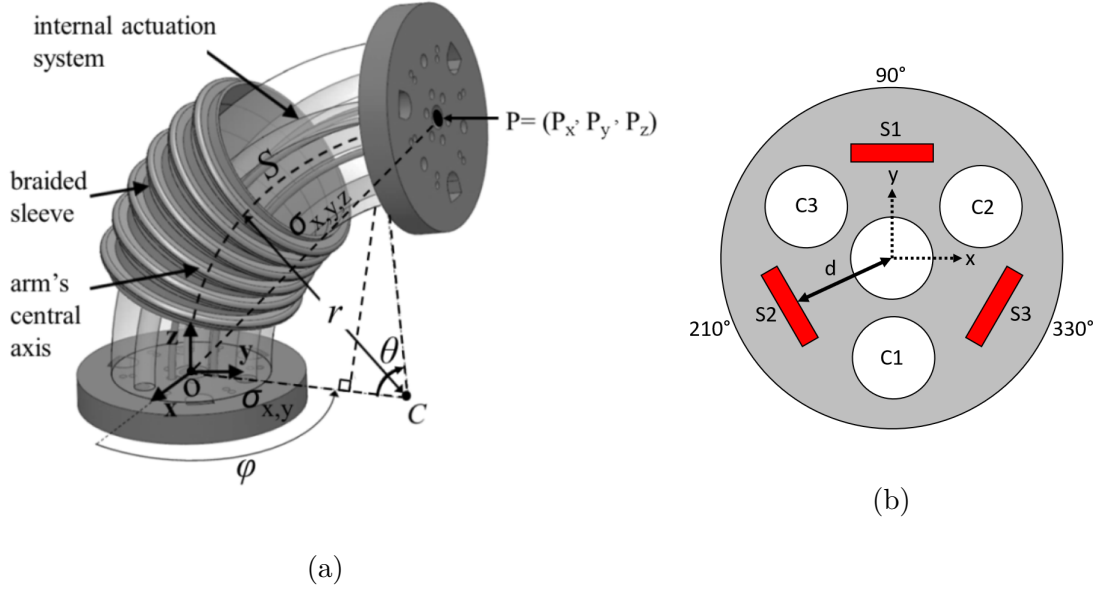 internal actuation
system
P= (Px, Py, Pz)
S
braided
sleeve
σx,y,z
arm's
central
axis
r
z
y
θ
O
x
σx,y
C
φ
(a)
90°
S1
y
C3
C2
x
d
S2
S3
210°
330°
C1
(b)